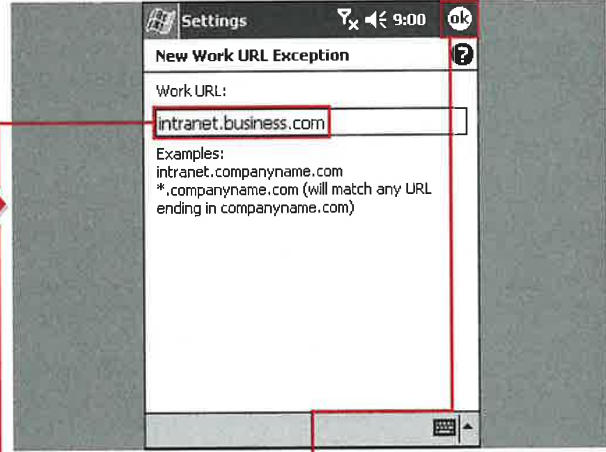 Settings 9:00 ok
New Work URL Exception ?
Work URL:
intranet.business.com
Examples:
intranet.companyname.com
*.companyname.com (will match any URL
ending in companyname.com)